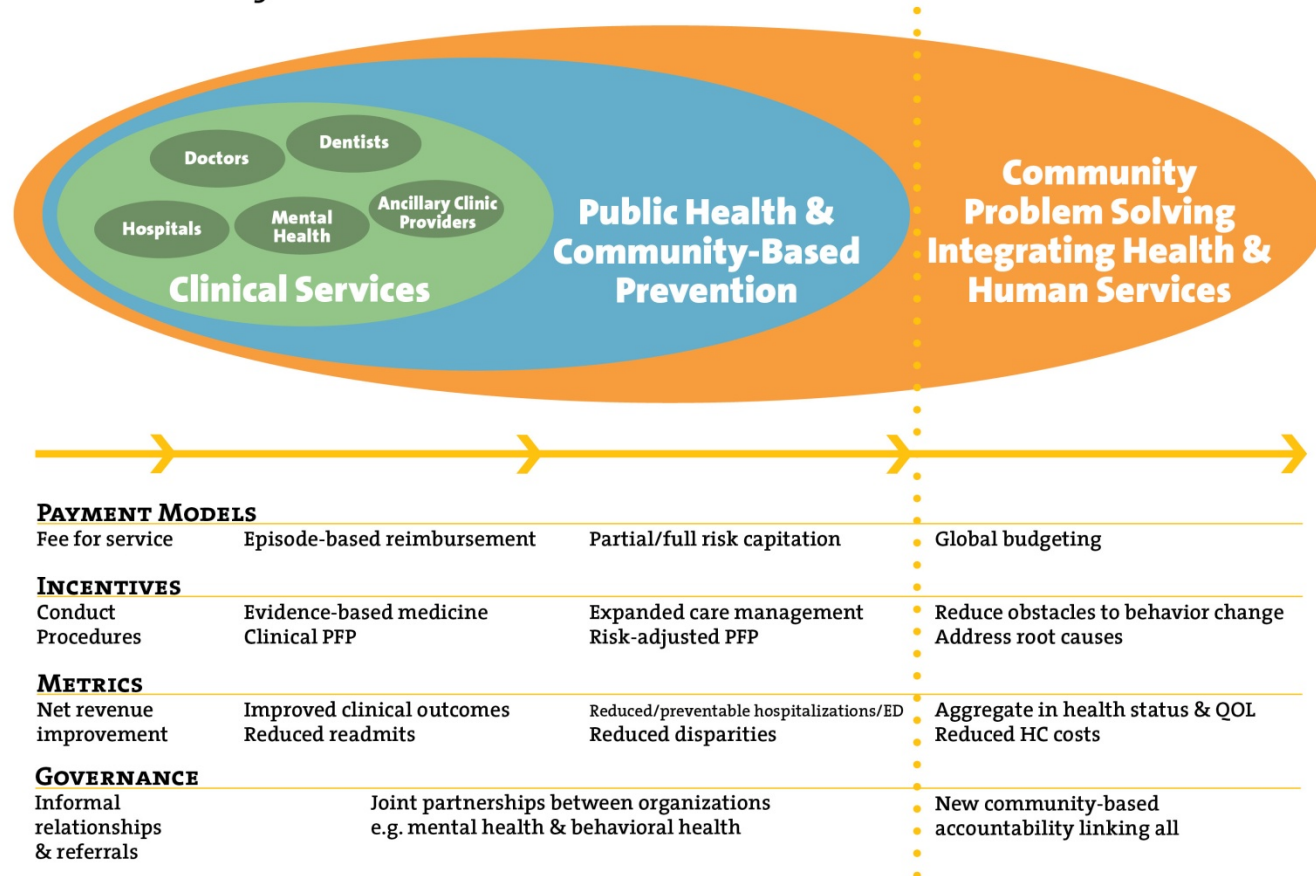 Doctors
Dentists
Hospitals
Mental
Health
Ancillary Clinic
Providers
Clinical Services
Public Health &
Community-Based
Prevention
Community
Problem Solving
Integrating Health &
Human Services
PAYMENT MODELS
Fee for service
Episode-based reimbursement
Partial/full risk capitation
Global budgeting
INCENTIVES
Conduct
Procedures
Evidence-based medicine
Clinical PFP
Expanded care management
Risk-adjusted PFP
Reduce obstacles to behavior change
Address root causes
METRICS
Net revenue
improvement
Improved clinical outcomes
Reduced readmits
Reduced/preventable hospitalizations/ED
Reduced disparities
Aggregate in health status & QOL
Reduced HC costs
GOVERNANCE
Informal
relationships
& referrals
Joint partnerships between organizations
e.g. mental health & behavioral health
New community-based
accountability linking all